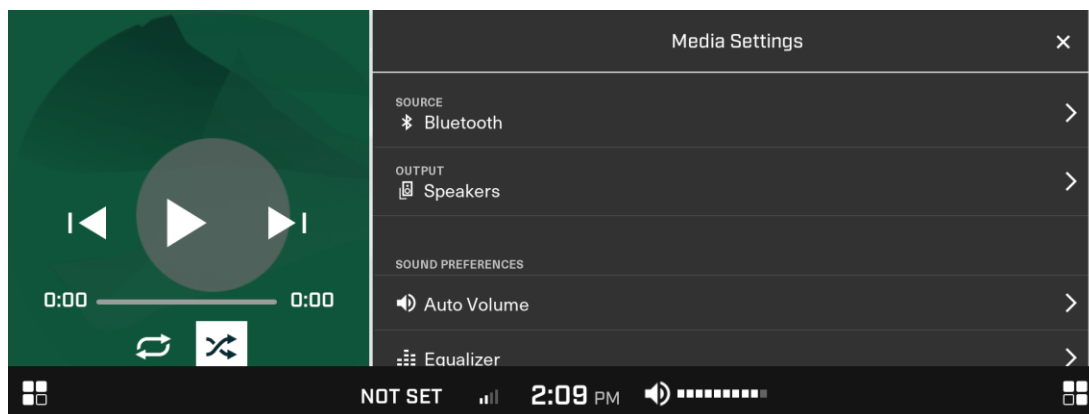 Media Settings
SOURCE
Bluetooth
OUTPUT
Speakers
SOUND PREFERENCES
Auto Volume
Equalizer
0:00 0:00
NOT SET 2:09 PM